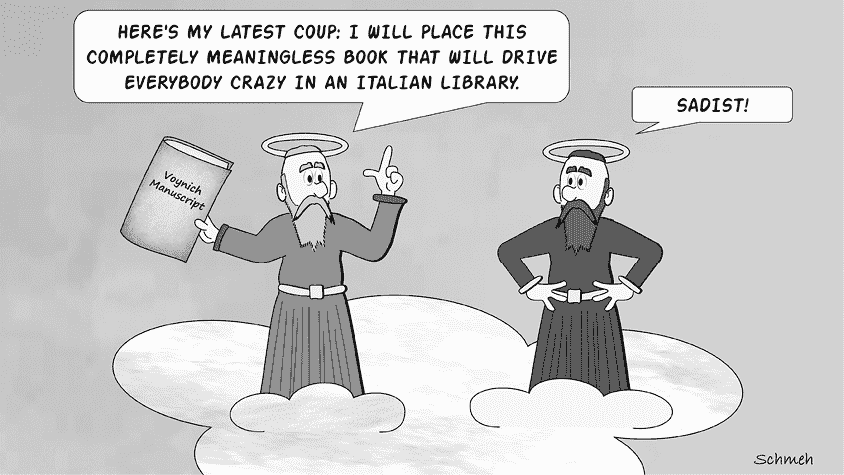 HERE'S MY LATEST COUP: I WILL PLACE THIS
COMPLETELY MEANINGLESS BOOK THAT WILL DRIVE
EVERYBODY CRAZY IN AN ITALIAN LIBRARY.
SADIST!
Voynich
Manuscript
Schmeh